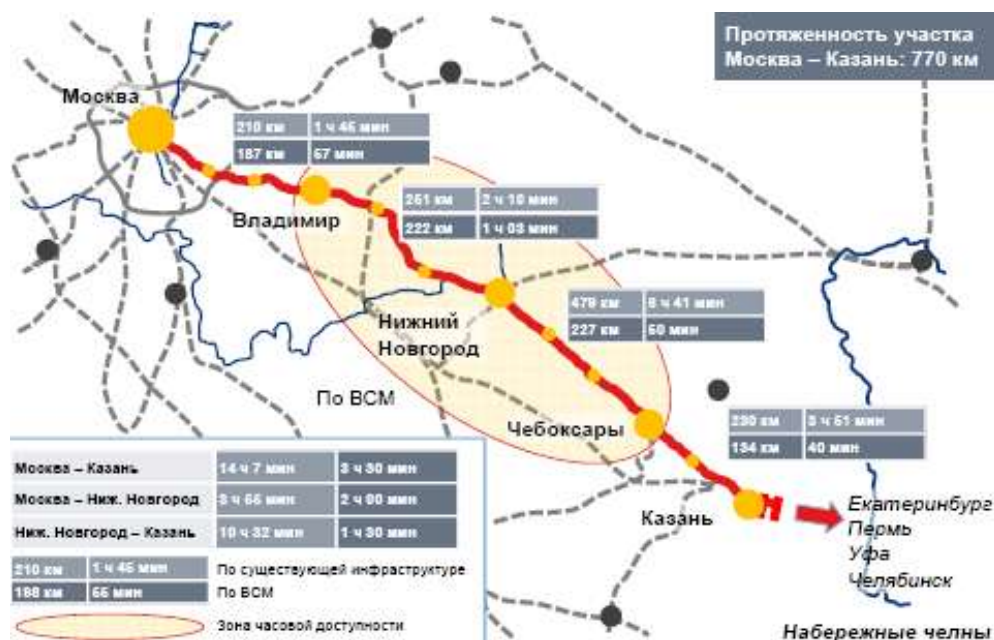 Протяженность участка
Москва – Казань: 770 км
Москва
210 км 1 ч 45 мин
187 км 57 мин
Владимир
251 км 2 ч 10 мин
222 км 1 ч 03 мин
Нижний
Новгород
479 км 6 ч 41 мин
227 км 50 мин
По ВСМ
Чебоксары
230 км 3 ч 51 мин
134 км 40 мин
Казань
Екатеринбург
Пермь
Уфа
Челябинск
Набережные челны
Москва – Казань 14 ч 7 мин 3 ч 30 мин
Москва – Ниж. Новгород 3 ч 55 мин 2 ч 00 мин
Ниж. Новгород – Казань 10 ч 32 мин 1 ч 30 мин
210 км 1 ч 45 мин По существующей инфраструктуре
188 км 55 мин По ВСМ
Зона часовой доступности